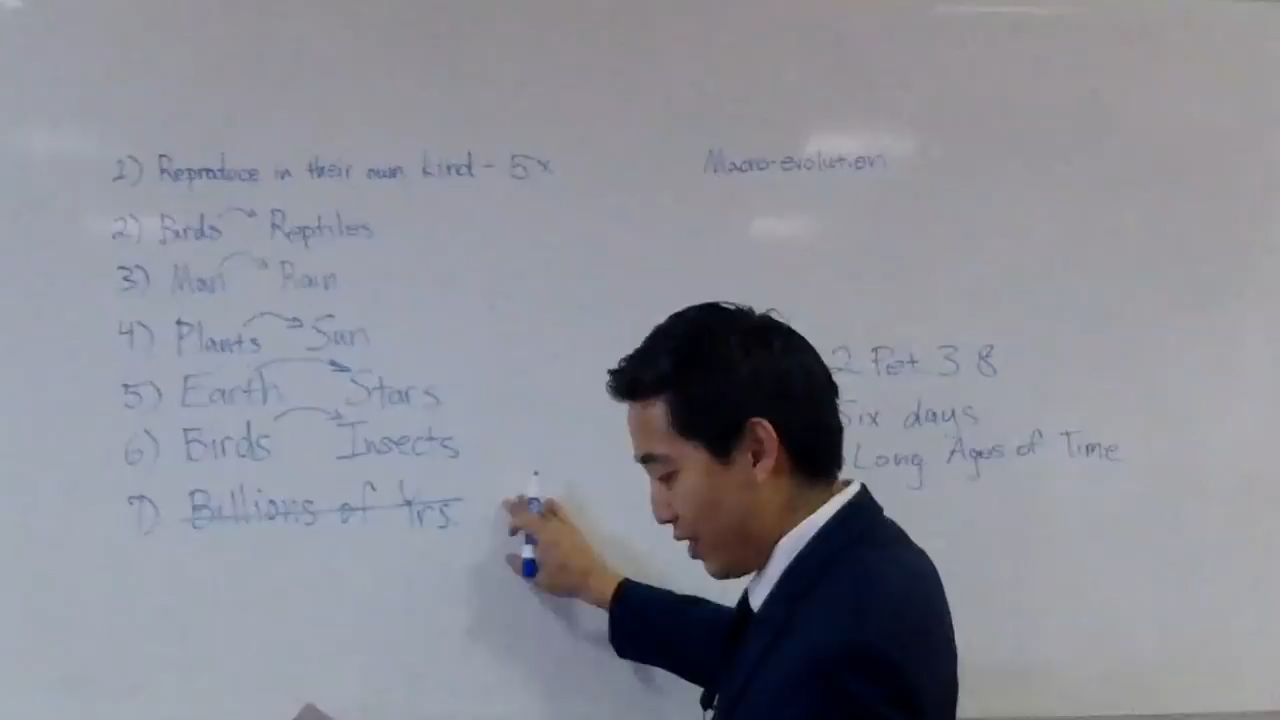 1) Reproduce in their own kind - 5x
Macro-evolution
2) Birds → Reptiles
3) Man → Rain
4) Plants → Sun
5) Earth → Stars
6) Birds → Insects
7) Billions of Yrs
2 Pet 3 8
Six days
Long Ages of Time